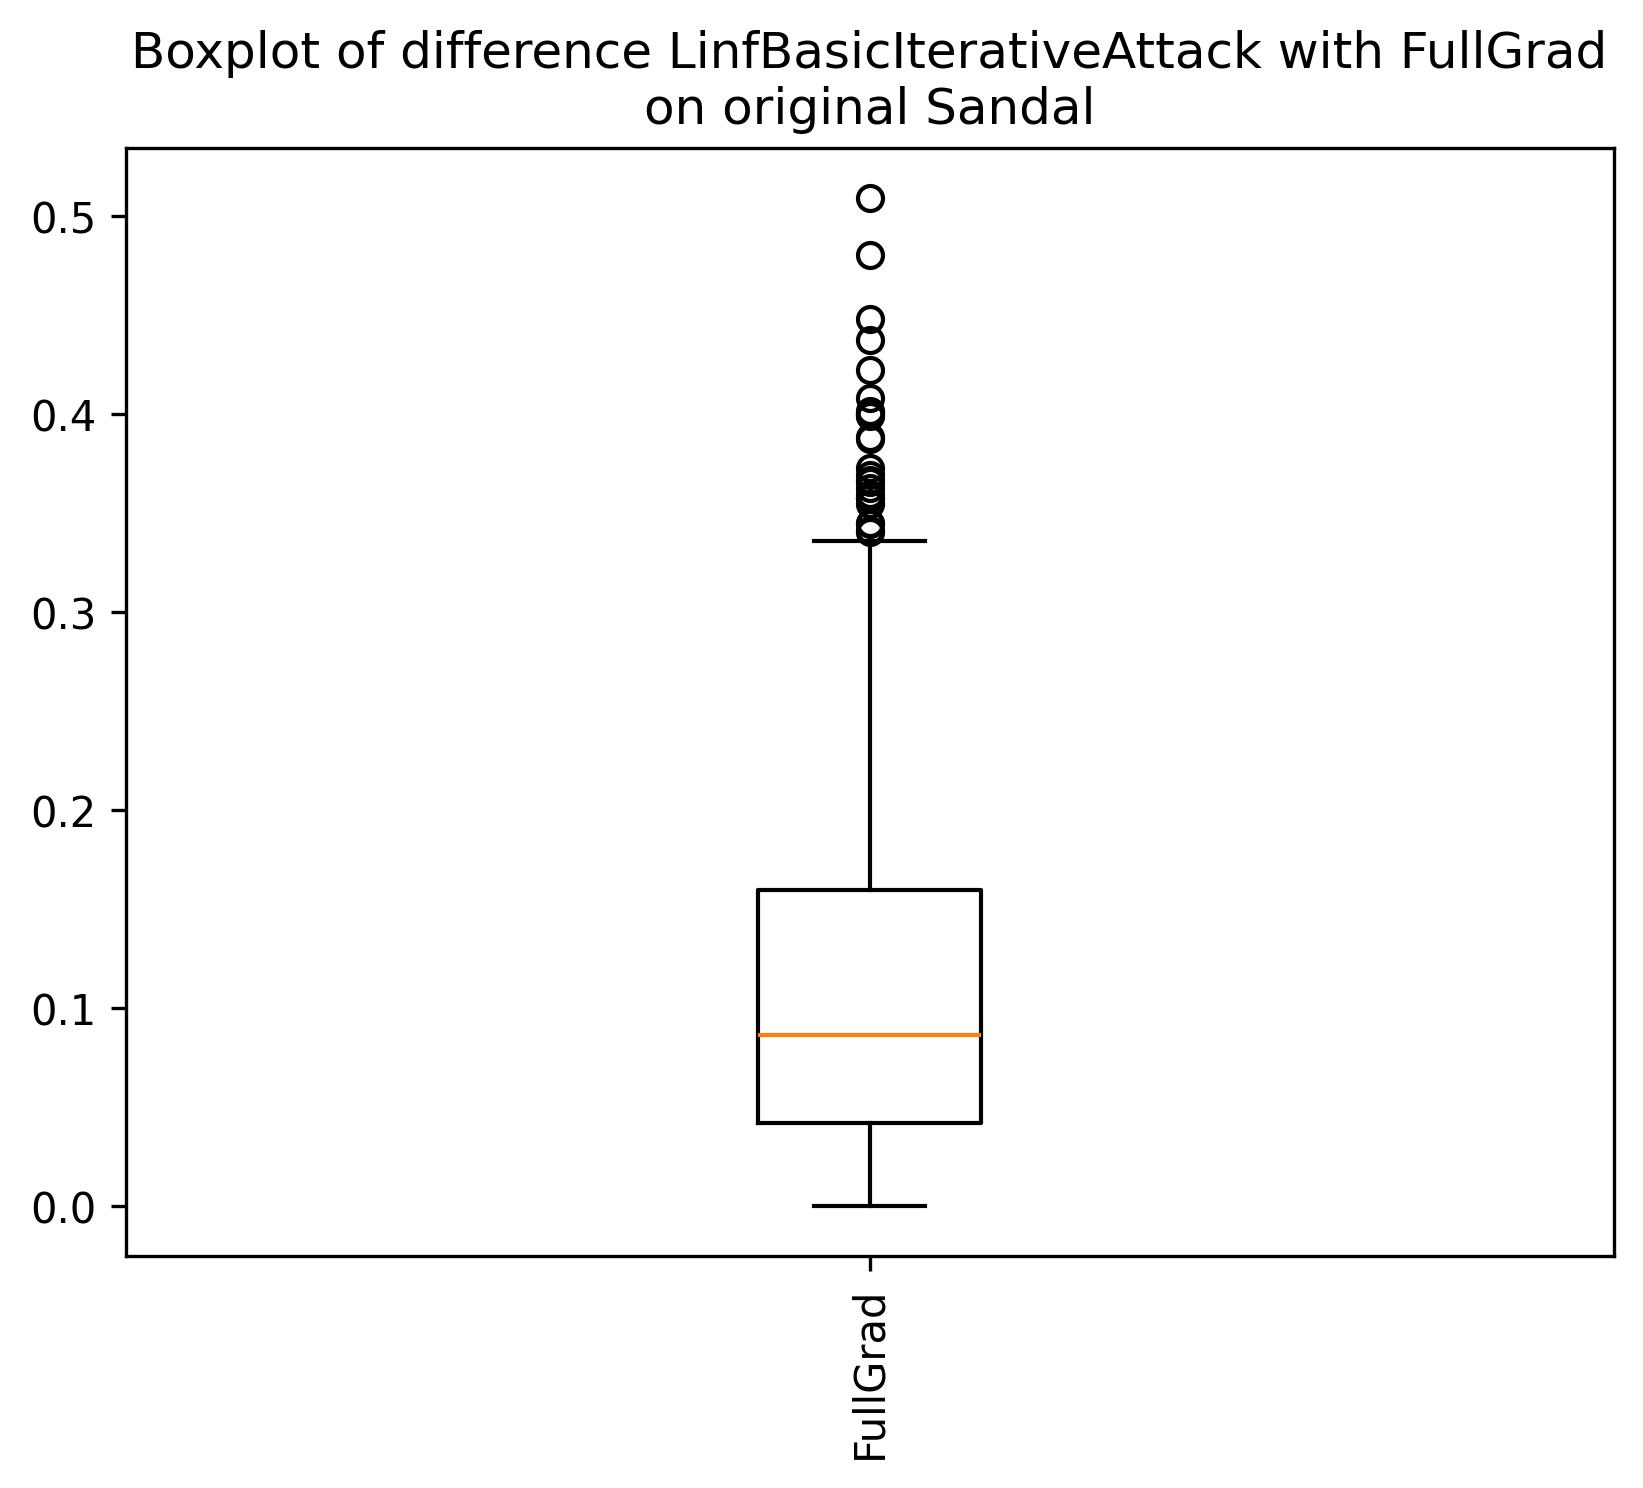 Boxplot of difference LinfBasicIterativeAttack with FullGrad
on original Sandal
0.5
0.4
0.3
0.2
0.1
0.0
FullGrad